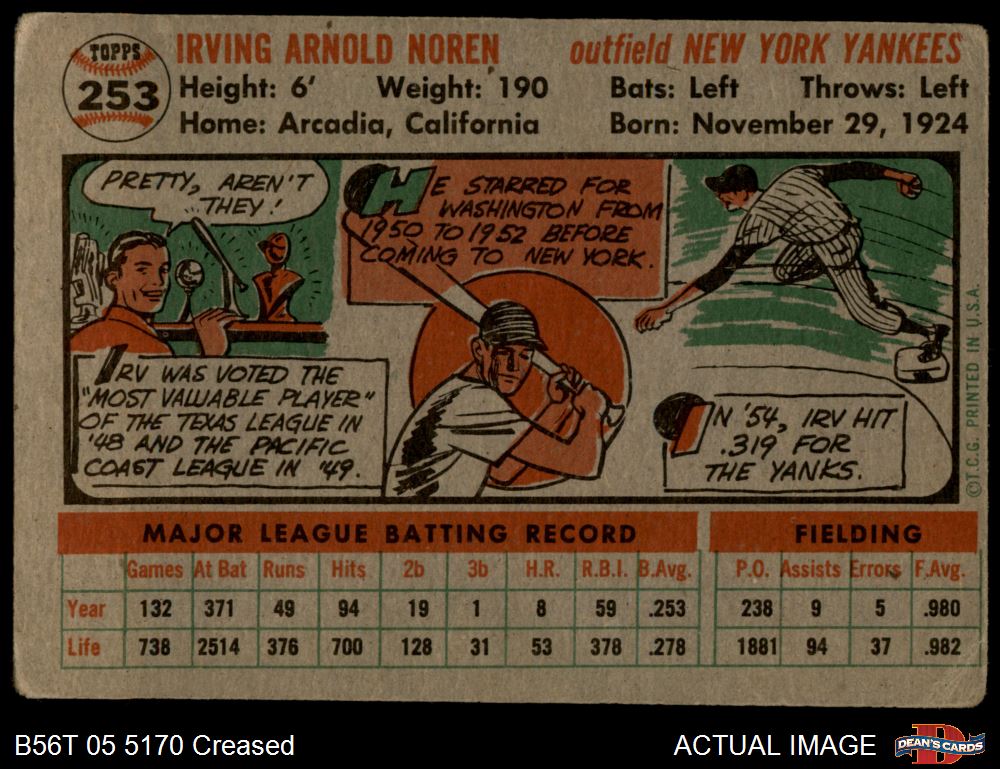 TOPPS
253
IRVING ARNOLD NOREN outfield NEW YORK YANKEES
Height: 6' Weight: 190 Bats: Left Throws: Left
Home: Arcadia, California Born: November 29, 1924
PRETTY, AREN'T
THEY!
HE STARRED FOR
WASHINGTON FROM
1950 TO 1952 BEFORE
COMING TO NEW YORK.
IRV WAS VOTED THE
"MOST VALUABLE PLAYER"
OF THE TEXAS LEAGUE IN
'48 AND THE PACIFIC
COAST LEAGUE IN '49.
IN '54, IRV HIT
.319 FOR
THE YANKS.
©T.C.G. PRINTED IN U.S.A.
MAJOR LEAGUE BATTING RECORD FIELDING
Games At Bat Runs Hits 2b 3b H.R. R.B.I. B.Avg. P.O. Assists Errors F.Avg.
Year 132 371 49 94 19 1 8 59 .253 238 9 5 .980
Life 738 2514 376 700 128 31 53 378 .278 1881 94 37 .982
B56T 05 5170 Creased ACTUAL IMAGE DEAN'S CARDS